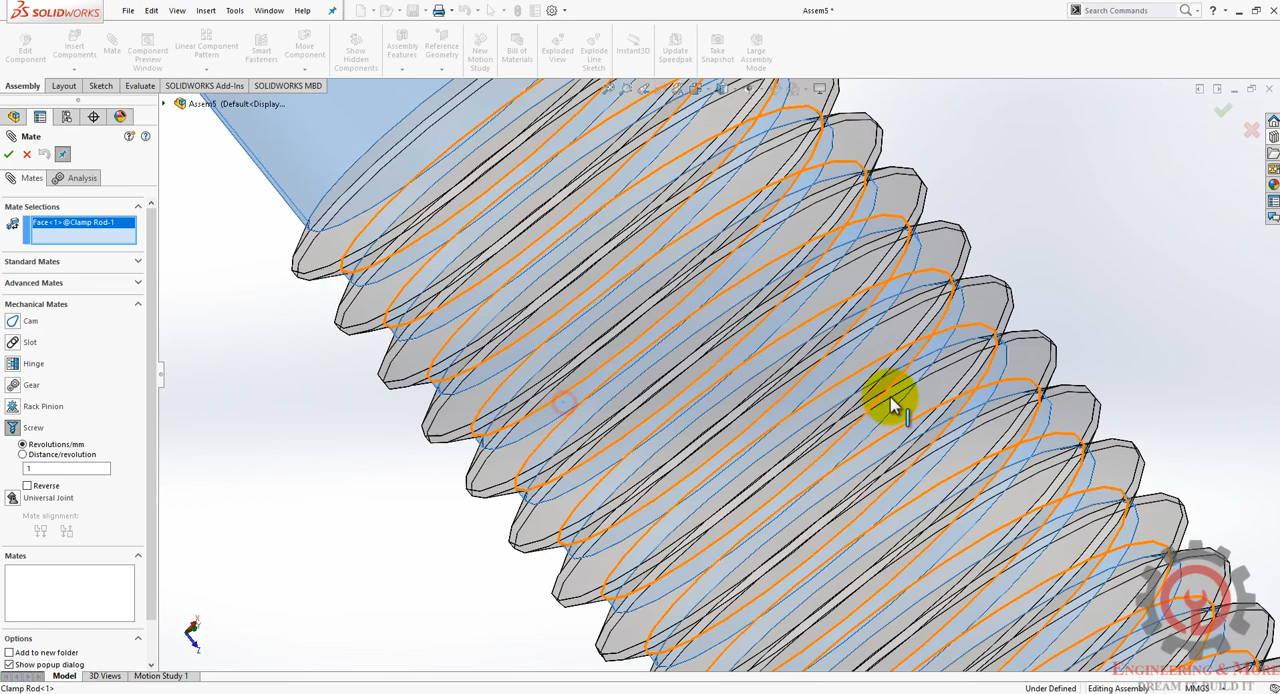 SOLIDWORKS
File Edit View Insert Tools Window Help
Assem5 *
Search Commands
Edit Component
Insert Components
Mate
Component Preview Window
Linear Component Pattern
Smart Fasteners
Move Component
Show Hidden Components
Assembly Features
Reference Geometry
New Motion Study
Bill of Materials
Exploded View
Explode Line Sketch
Instant3D
Update Speedpak
Take Snapshot
Large Assembly Mode
Assembly Layout Sketch Evaluate SOLIDWORKS Add-Ins SOLIDWORKS MBD
Assem5 (Default<Display...
Mate
Mates Analysis
Mate Selections
Face<1>@Clamp Rod-1
Standard Mates
Advanced Mates
Mechanical Mates
Cam
Slot
Hinge
Gear
Rack Pinion
Screw
Revolutions/mm
Distance/revolution
1
Reverse
Universal Joint
Mate alignment:
Mates
Options
Add to new folder
Show popup dialog
Model 3D Views Motion Study 1
Clamp Rod<1>
Under Defined Editing Assembly MMGS
Engineering & More
DREAM IT, BUILD IT